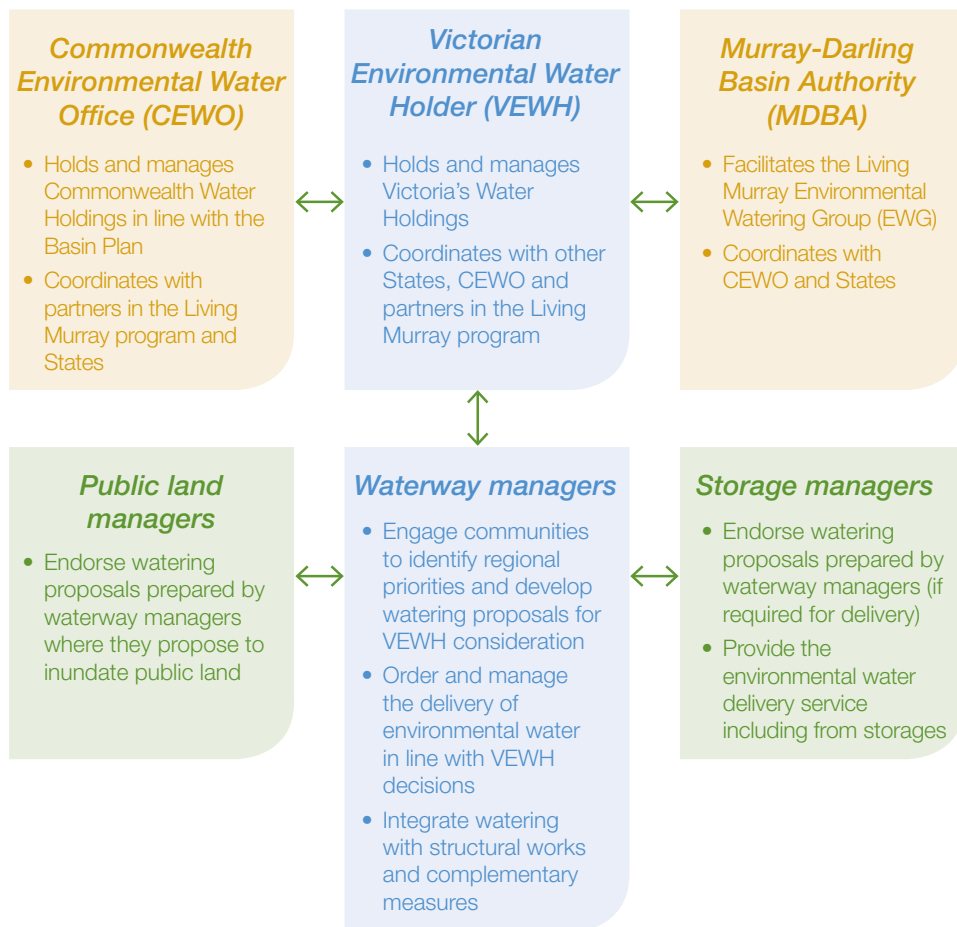 Commonwealth
Environmental Water
Office (CEWO)
• Holds and manages
Commonwealth Water
Holdings in line with the
Basin Plan
• Coordinates with
partners in the Living
Murray program and
States
Victorian
Environmental Water
Holder (VEWH)
• Holds and manages
Victoria's Water
Holdings
• Coordinates with other
States, CEWO and
partners in the Living
Murray program
Murray-Darling
Basin Authority
(MDBA)
• Facilitates the Living
Murray Environmental
Watering Group (EWG)
• Coordinates with
CEWO and States
Public land
managers
• Endorse watering
proposals prepared by
waterway managers
where they propose to
inundate public land
Waterway managers
• Engage communities
to identify regional
priorities and develop
watering proposals for
VEWH consideration
• Order and manage
the delivery of
environmental water
in line with VEWH
decisions
• Integrate watering
with structural works
and complementary
measures
Storage managers
• Endorse watering
proposals prepared by
waterway managers (if
required for delivery)
• Provide the
environmental water
delivery service
including from storages